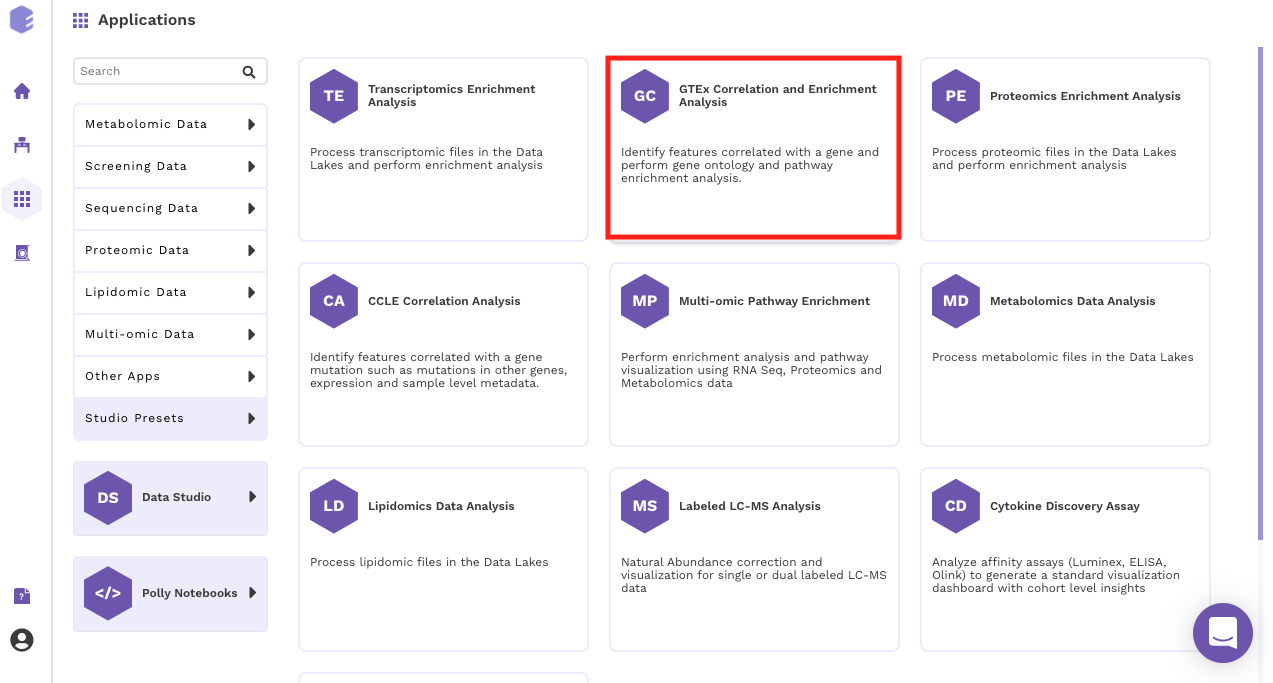 Applications
Search
Metabolomic Data
Screening Data
Sequencing Data
Proteomic Data
Lipidomic Data
Multi-omic Data
Other Apps
Studio Presets
DS
Data Studio
</>
Polly Notebooks
?
TE
Transcriptomics Enrichment
Analysis
Process transcriptomic files in the Data
Lakes and perform enrichment analysis
GC
GTEx Correlation and Enrichment
Analysis
Identify features correlated with a gene and
perform gene ontology and pathway
enrichment analysis.
PE
Proteomics Enrichment Analysis
Process proteomic files in the Data Lakes
and perform enrichment analysis
CA
CCLE Correlation Analysis
Identify features correlated with a gene
mutation such as mutations in other genes,
expression and sample level metadata.
MP
Multi-omic Pathway Enrichment
Perform enrichment analysis and pathway
visualization using RNA Seq, Proteomics and
Metabolomics data
MD
Metabolomics Data Analysis
Process metabolomic files in the Data Lakes
LD
Lipidomics Data Analysis
Process lipidomic files in the Data Lakes
MS
Labeled LC-MS Analysis
Natural Abundance correction and
visualization for single or dual labeled LC-MS
data
CD
Cytokine Discovery Assay
Analyze affinity assays (Luminex, ELISA,
Olink) to generate a standard visualization
dashboard with cohort level insights